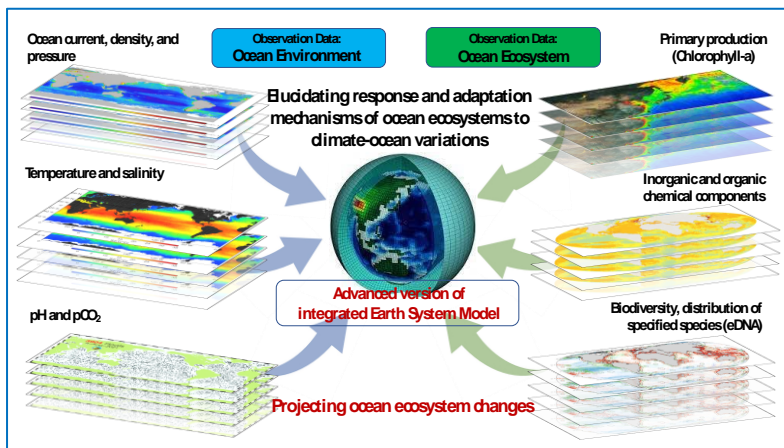 Ocean current, density, and
pressure
Observation Data:
Ocean Environment
Observation Data:
Ocean Ecosystem
Primary production
(Chlorophyll-a)
Elucidating response and adaptation
mechanisms of ocean ecosystems to
climate-ocean variations
Temperature and salinity
Inorganic and organic
chemical components
Advanced version of
integrated Earth System Model
pH and pCO₂
Biodiversity, distribution of
specified species (eDNA)
Projecting ocean ecosystem changes